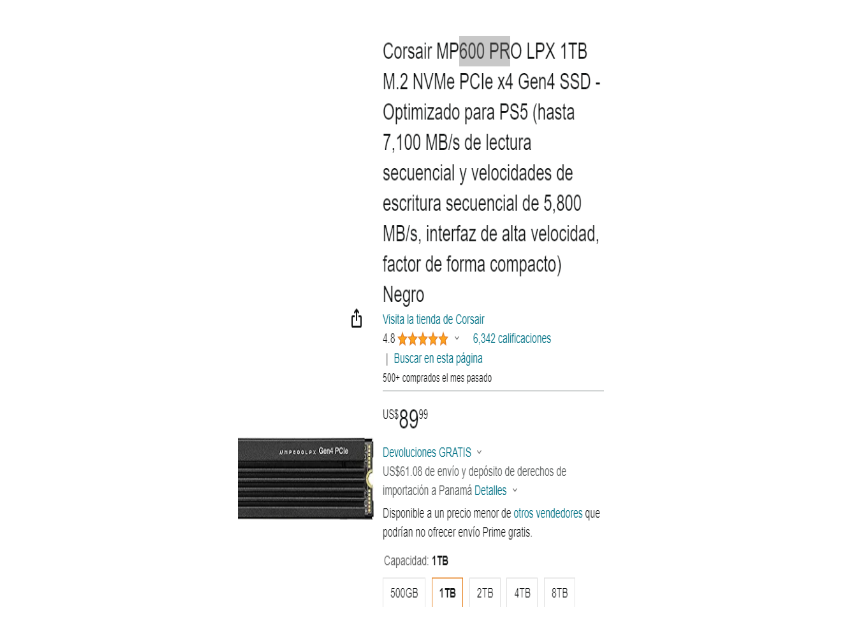 Corsair MP600 PRO LPX 1TB
M.2 NVMe PCIe x4 Gen4 SSD -
Optimizado para PS5 (hasta
7,100 MB/s de lectura
secuencial y velocidades de
escritura secuencial de 5,800
MB/s, interfaz de alta velocidad,
factor de forma compacto)
Negro
Visita la tienda de Corsair
4.8
6,342 calificaciones
| Buscar en esta página
500+ comprados el mes pasado
US$89.99
MP600LPX Gen4 PCIe
Devoluciones GRATIS
US$61.08 de envío y depósito de derechos de
importación a Panamá Detalles
Disponible a un precio menor de otros vendedores que
podrían no ofrecer envío Prime gratis.
Capacidad: 1TB
500GB 1TB 2TB 4TB 8TB